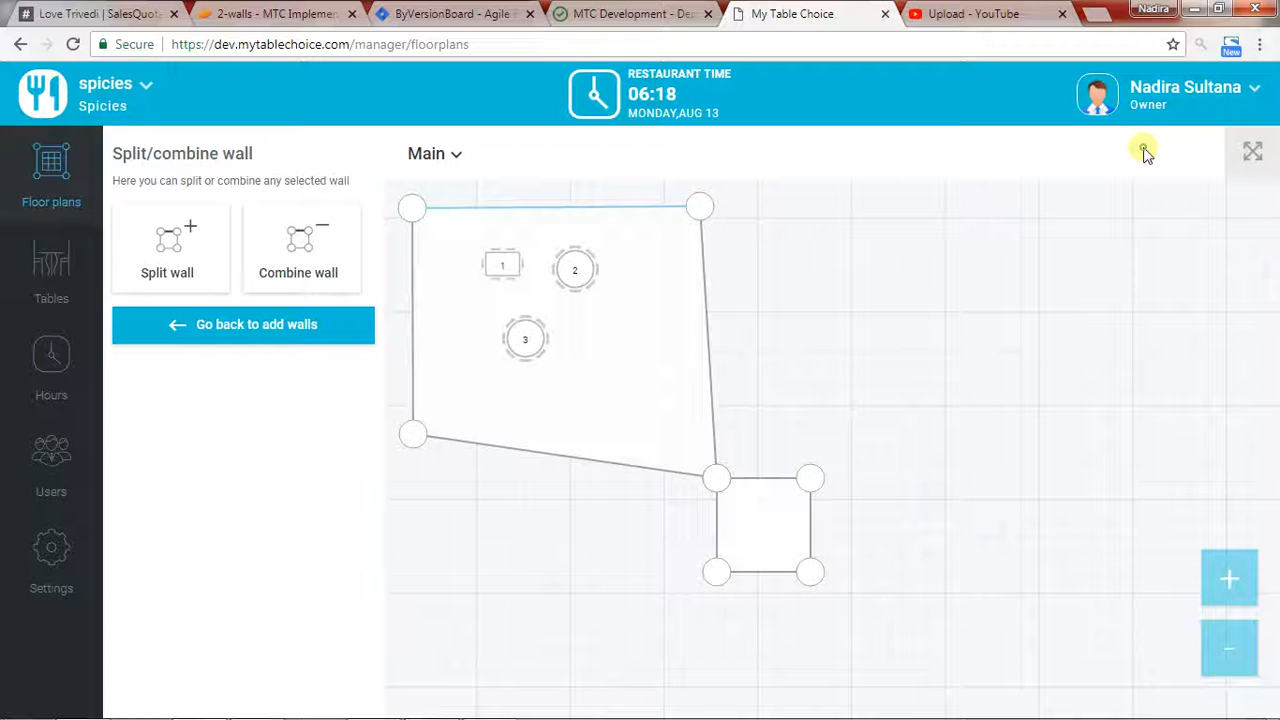 Love Trivedi | SalesQuot
2-walls - MTC Implemen
ByVersionBoard - Agile
MTC Development - De
My Table Choice
Upload - YouTube
Nadira
Secure
https://dev.mytablechoice.com/manager/floorplans
New
spicies
Spicies
RESTAURANT TIME
06:18
MONDAY,AUG 13
Nadira Sultana
Owner
Floor plans
Tables
Hours
Users
Settings
Split/combine wall
Here you can split or combine any selected wall
Split wall
Combine wall
Go back to add walls
Main
1
2
3